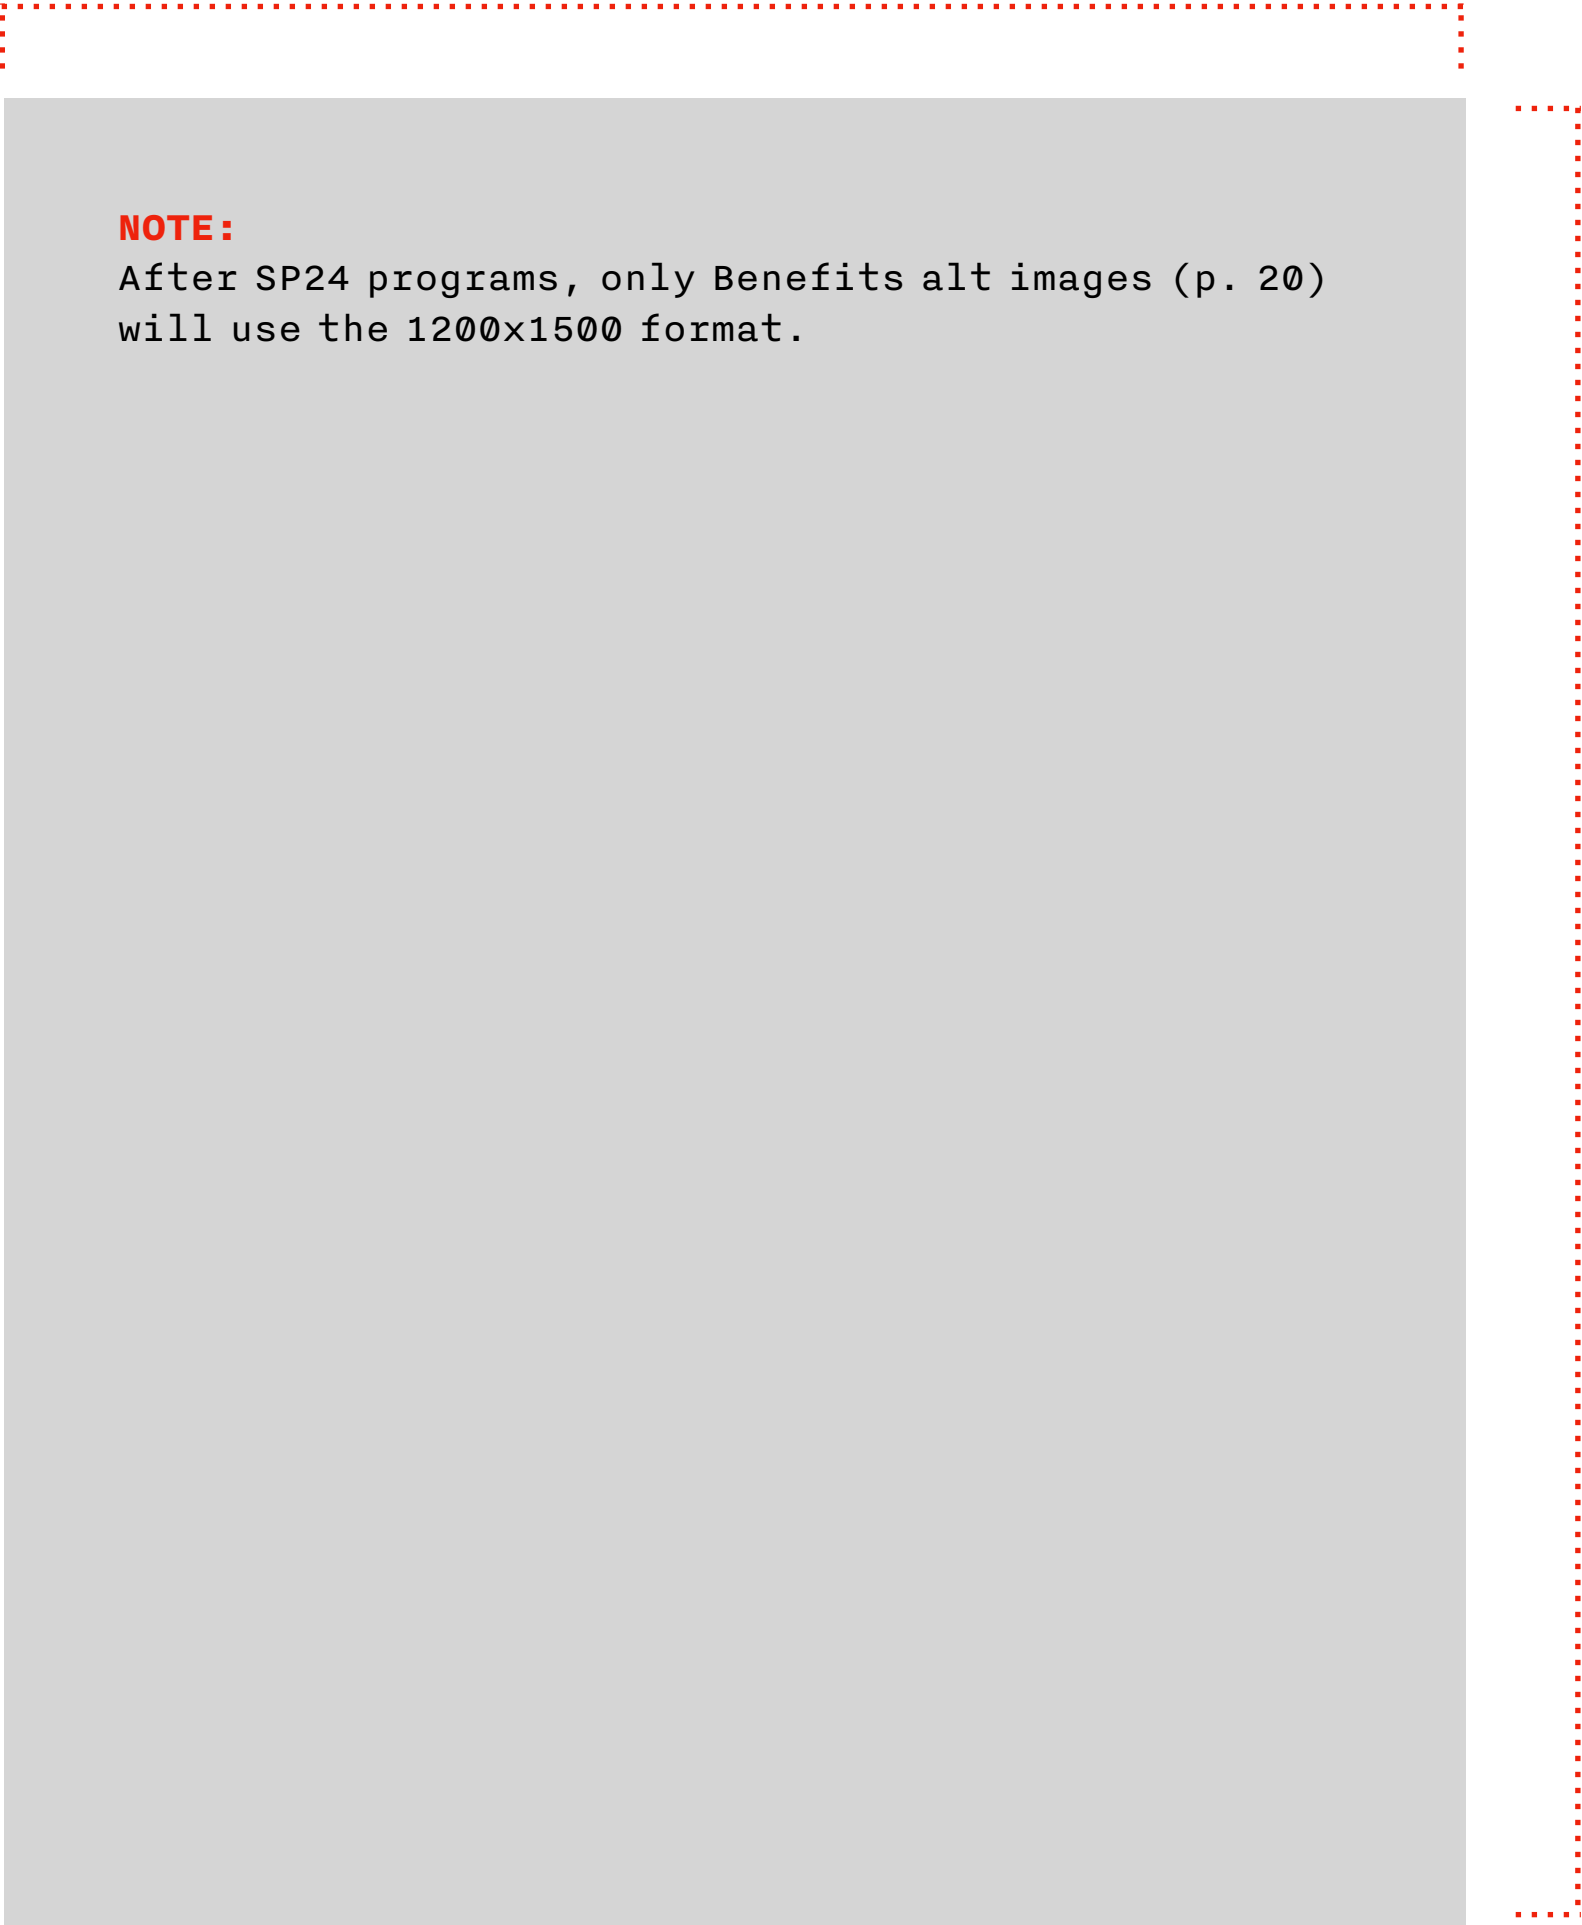 NOTE:
After SP24 programs, only Benefits alt images (p. 20)
will use the 1200x1500 format.